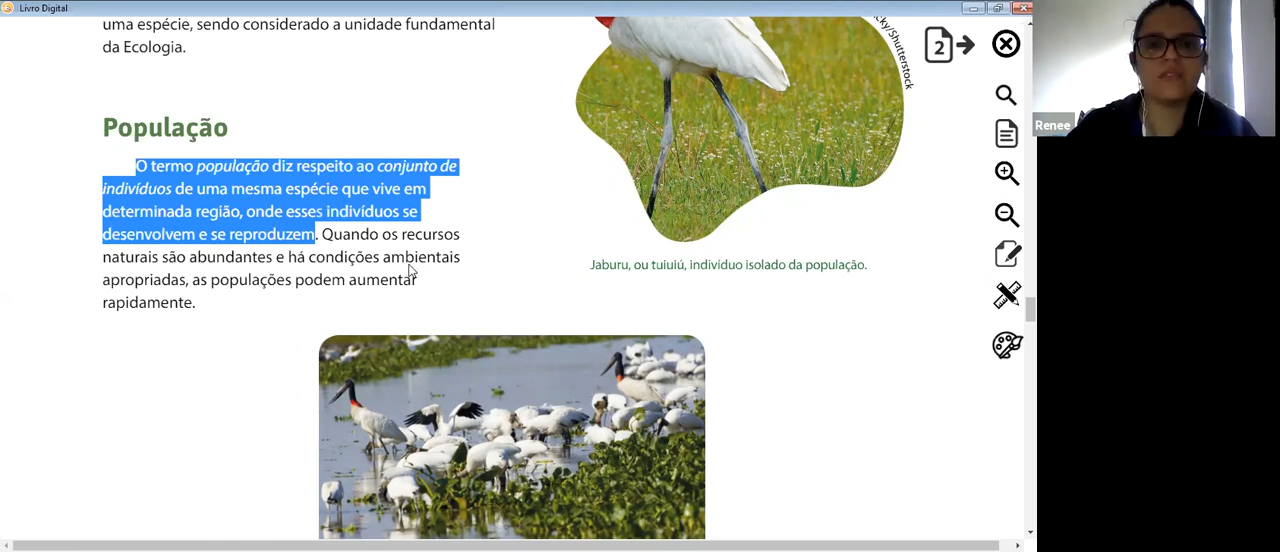 Livro Digital
uma espécie, sendo considerado a unidade fundamental
da Ecologia.
cky/Shutterstock
2
Renee
População
O termo população diz respeito ao conjunto de
indivíduos de uma mesma espécie que vive em
determinada região, onde esses indivíduos se
desenvolvem e se reproduzem. Quando os recursos
naturais são abundantes e há condições ambientais
apropriadas, as populações podem aumentar
rapidamente.
Jaburu, ou tuiuiú, indivíduo isolado da população.